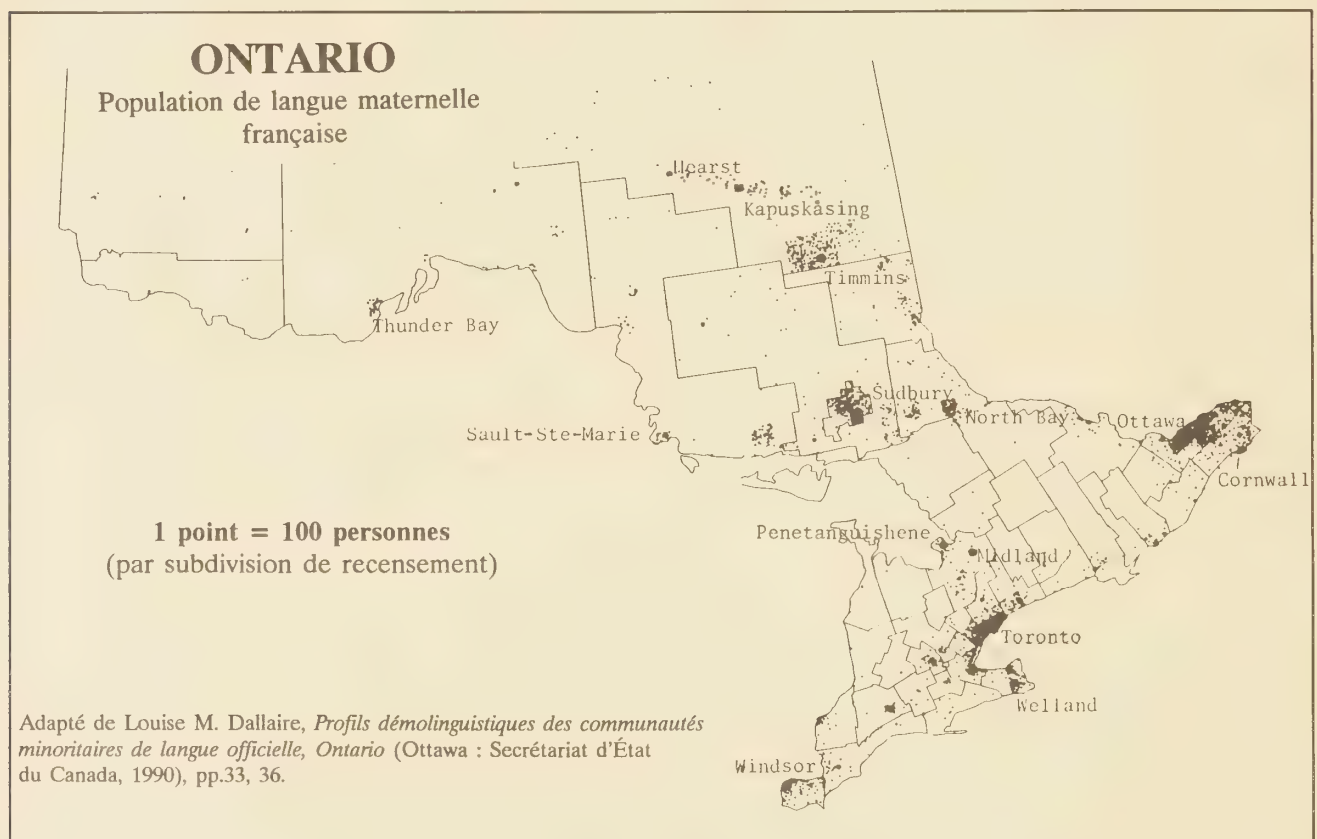 ONTARIO
Population de langue maternelle
française
Hearst
Kapuskasing
Timmins
Thunder Bay
Sudbury
North Bay
Ottawa
Sault-Ste-Marie
Cornwall
1 point = 100 personnes
(par subdivision de recensement)
Penetanguishene
Midland
Toronto
Welland
Adapté de Louise M. Dallaire, Profils démolinguistiques des communautés
minoritaires de langue officielle, Ontario (Ottawa : Secrétariat d'État
du Canada, 1990), pp.33, 36.
Windsor